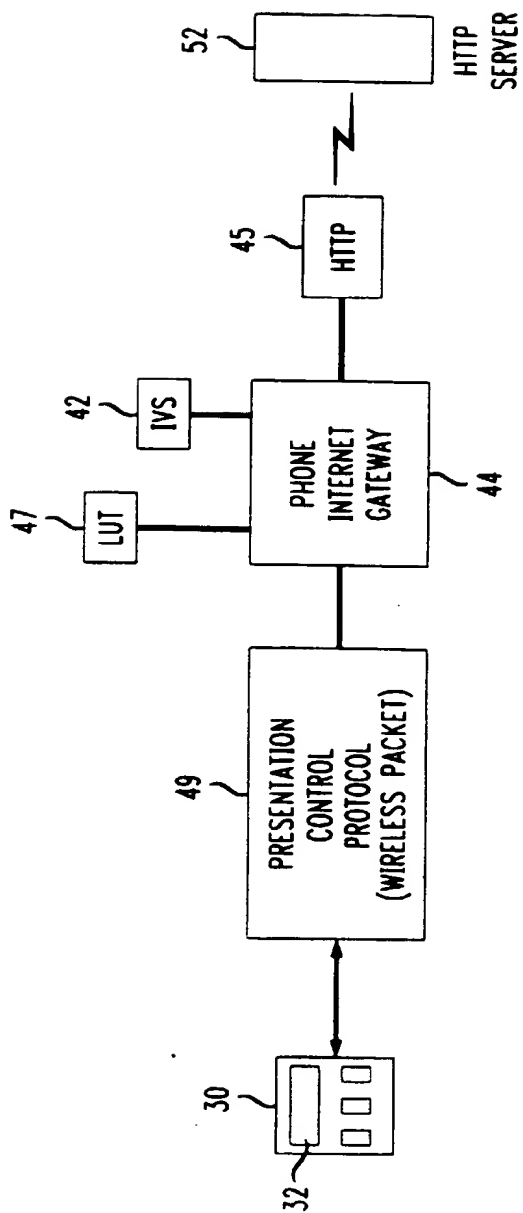 30
32
49
PRESENTATION
CONTROL
PROTOCOL
(WIRELESS PACKET)
47
LUT
42
IVS
PHONE
INTERNET
GATEWAY
44
45
HTTP
52
HTTP
SERVER